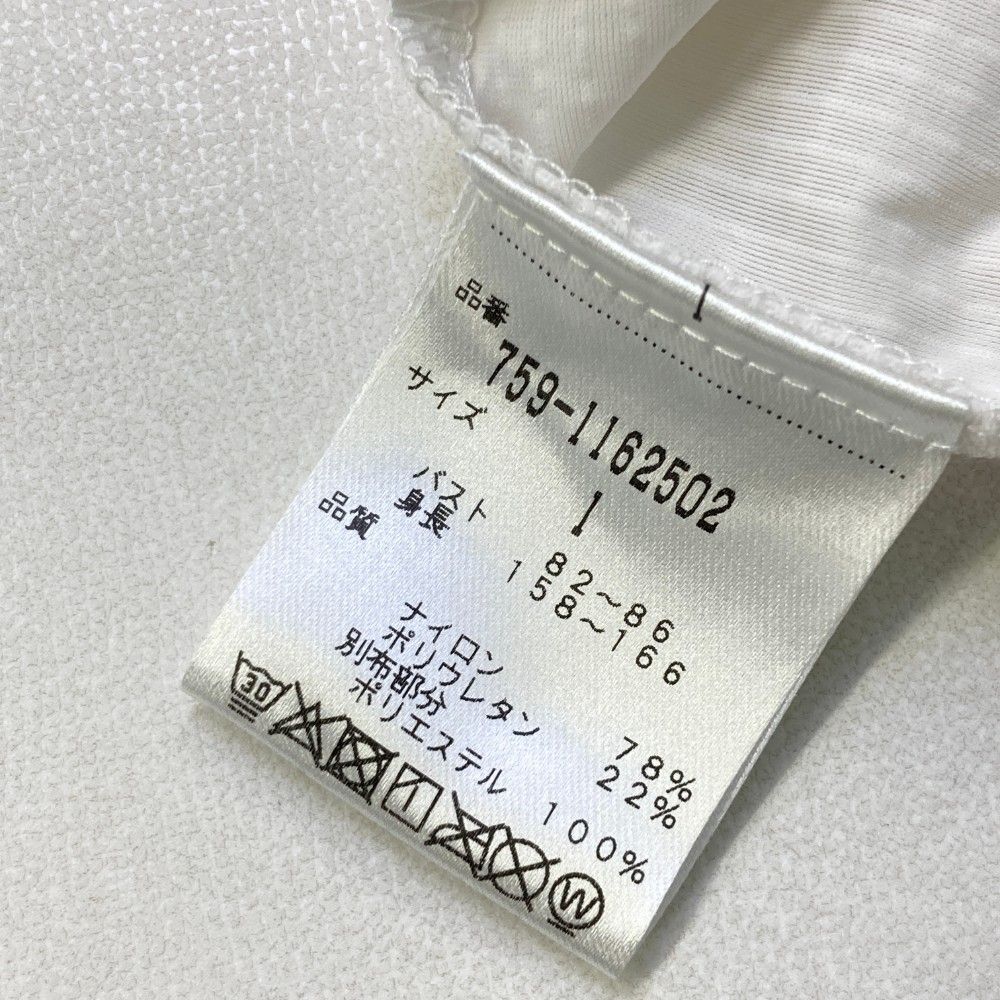 品番
759-1162502
サイズ 1
バスト 82~86
身長 158~166
品質
ナイロン 78%
ポリウレタン 22%
別布部分
ポリエステル 100%
30
W